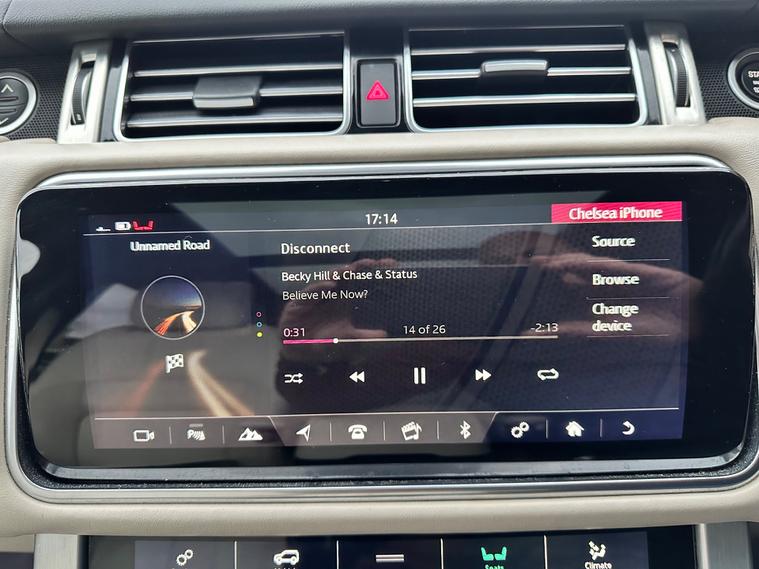 17:14
Chelsea iPhone
Unnamed Road
Disconnect
Source
Becky Hill & Chase & Status
Believe Me Now?
Browse
Change
device
0:31
14 of 26
-2:13
Seats
Climate